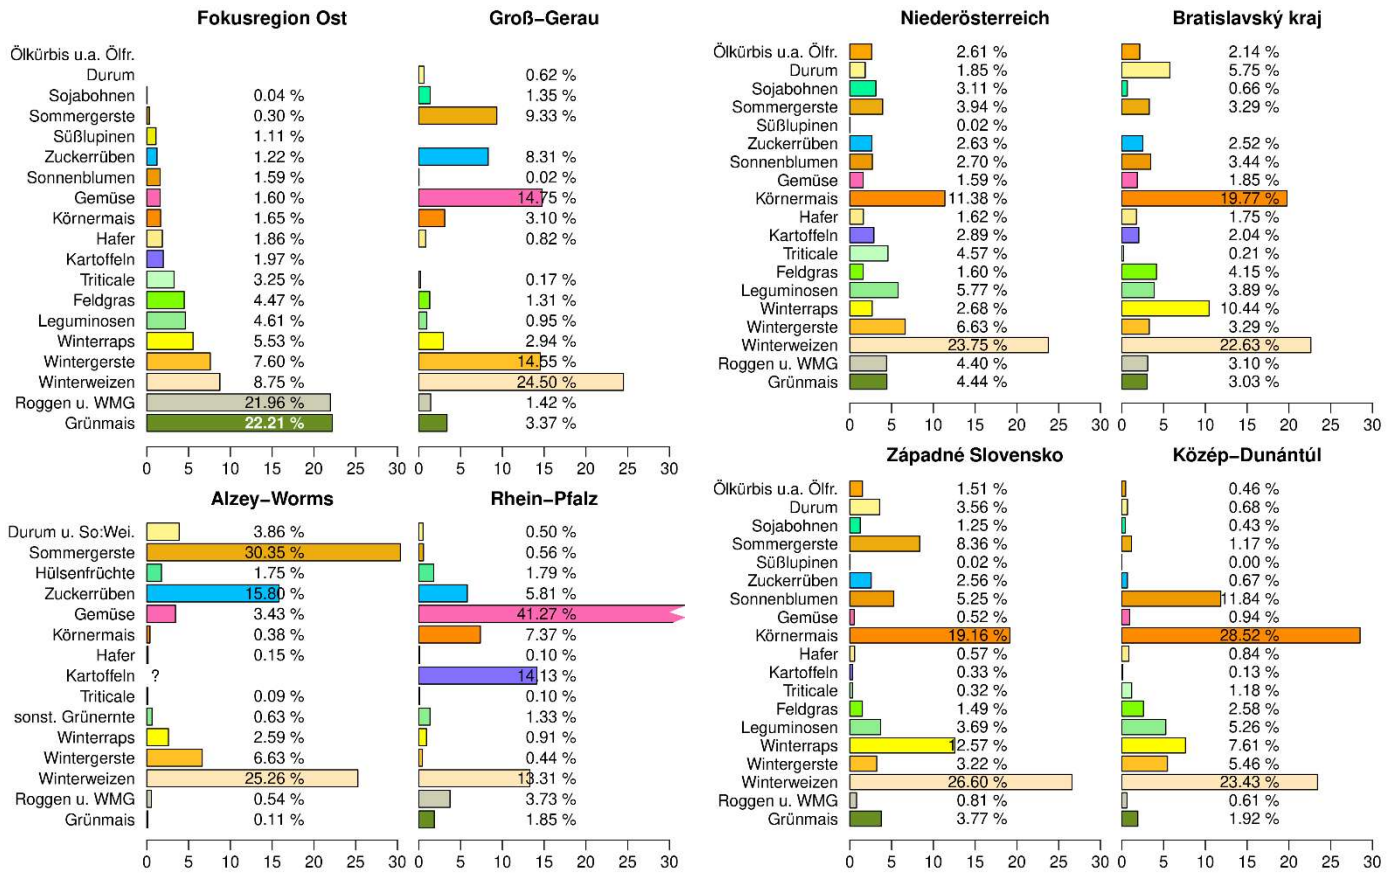 Fokusregion Ost
Groß–Gerau
Ölkürbis u.a. Ölfr.
Durum 0.62 %
Sojabohnen 0.04 % 1.35 %
Sommergerste 0.30 % 9.33 %
Süßlupinen 1.11 %
Zuckerrüben 1.22 % 8.31 %
Sonnenblumen 1.59 % 0.02 %
Gemüse 1.60 % 14.75 %
Körnermais 1.65 % 3.10 %
Hafer 1.86 % 0.82 %
Kartoffeln 1.97 %
Triticale 3.25 % 0.17 %
Feldgras 4.47 % 1.31 %
Leguminosen 4.61 % 0.95 %
Winterraps 5.53 % 2.94 %
Wintergerste 7.60 % 14.55 %
Winterweizen 8.75 % 24.50 %
Roggen u. WMG 21.96 % 1.42 %
Grünmais 22.21 % 3.37 %
0 5 10 15 20 25 30 0 5 10 15 20 25 30
Alzey–Worms
Rhein–Pfalz
Durum u. So:Wei. 3.86 % 0.50 %
Sommergerste 30.35 % 0.56 %
Hülsenfrüchte 1.75 % 1.79 %
Zuckerrüben 15.80 % 5.81 %
Gemüse 3.43 % 41.27 %
Körnermais 0.38 % 7.37 %
Hafer 0.15 % 0.10 %
Kartoffeln ? 14.13 %
Triticale 0.09 % 0.10 %
sonst. Grünernte 0.63 % 1.33 %
Winterraps 2.59 % 0.91 %
Wintergerste 6.63 % 0.44 %
Winterweizen 25.26 % 13.31 %
Roggen u. WMG 0.54 % 3.73 %
Grünmais 0.11 % 1.85 %
0 5 10 15 20 25 30 0 5 10 15 20 25 30
Niederösterreich
Bratislavský kraj
Ölkürbis u.a. Ölfr. 2.61 % 2.14 %
Durum 1.85 % 5.75 %
Sojabohnen 3.11 % 0.66 %
Sommergerste 3.94 % 3.29 %
Süßlupinen 0.02 %
Zuckerrüben 2.63 % 2.52 %
Sonnenblumen 2.70 % 3.44 %
Gemüse 1.59 % 1.85 %
Körnermais 11.38 % 19.77 %
Hafer 1.62 % 1.75 %
Kartoffeln 2.89 % 2.04 %
Triticale 4.57 % 0.21 %
Feldgras 1.60 % 4.15 %
Leguminosen 5.77 % 3.89 %
Winterraps 2.68 % 10.44 %
Wintergerste 6.63 % 3.29 %
Winterweizen 23.75 % 22.63 %
Roggen u. WMG 4.40 % 3.10 %
Grünmais 4.44 % 3.03 %
0 5 10 15 20 25 30 0 5 10 15 20 25 30
Západné Slovensko
Közép–Dunántúl
Ölkürbis u.a. Ölfr. 1.51 % 0.46 %
Durum 3.56 % 0.68 %
Sojabohnen 1.25 % 0.43 %
Sommergerste 8.36 % 1.17 %
Süßlupinen 0.02 % 0.00 %
Zuckerrüben 2.56 % 0.67 %
Sonnenblumen 5.25 % 11.84 %
Gemüse 0.52 % 0.94 %
Körnermais 19.16 % 28.52 %
Hafer 0.57 % 0.84 %
Kartoffeln 0.33 % 0.13 %
Triticale 0.32 % 1.18 %
Feldgras 1.49 % 2.58 %
Leguminosen 3.69 % 5.26 %
Winterraps 12.57 % 7.61 %
Wintergerste 3.22 % 5.46 %
Winterweizen 26.60 % 23.43 %
Roggen u. WMG 0.81 % 0.61 %
Grünmais 3.77 % 1.92 %
0 5 10 15 20 25 30 0 5 10 15 20 25 30